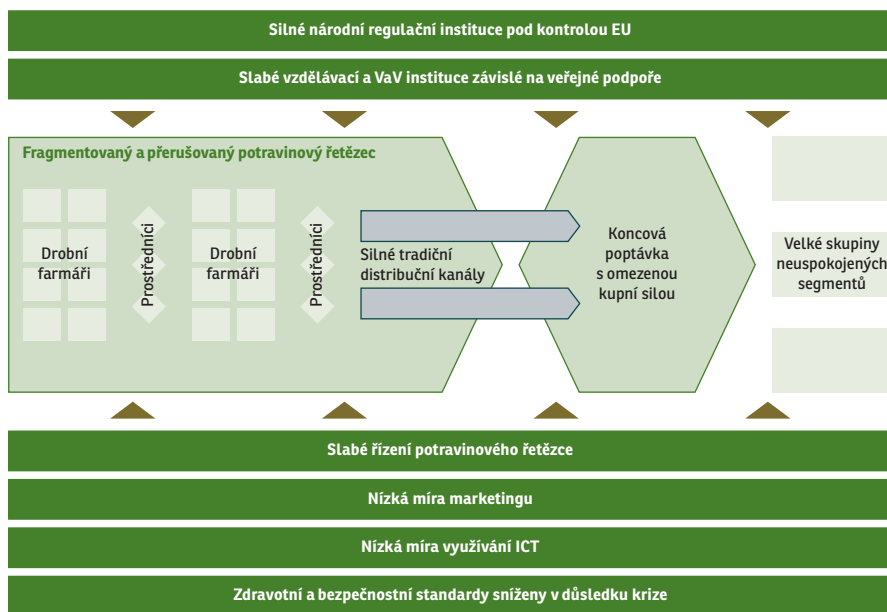 Silné národní regulační instituce pod kontrolou EU
Slabé vzdělávací a VaV instituce závislé na veřejné podpoře
Fragmentovaný a přerušovaný potravinový řetězec
Drobní
farmáři
Prostředníci
Drobní
farmáři
Prostředníci
Silné tradiční
distribuční kanály
Koncová
poptávka
s omezenou
kupní silou
Velké skupiny
neuspokojených
segmentů
Slabé řízení potravinového řetězce
Nízká míra marketingu
Nízká míra využívání ICT
Zdravotní a bezpečnostní standardy sníženy v důsledku krize